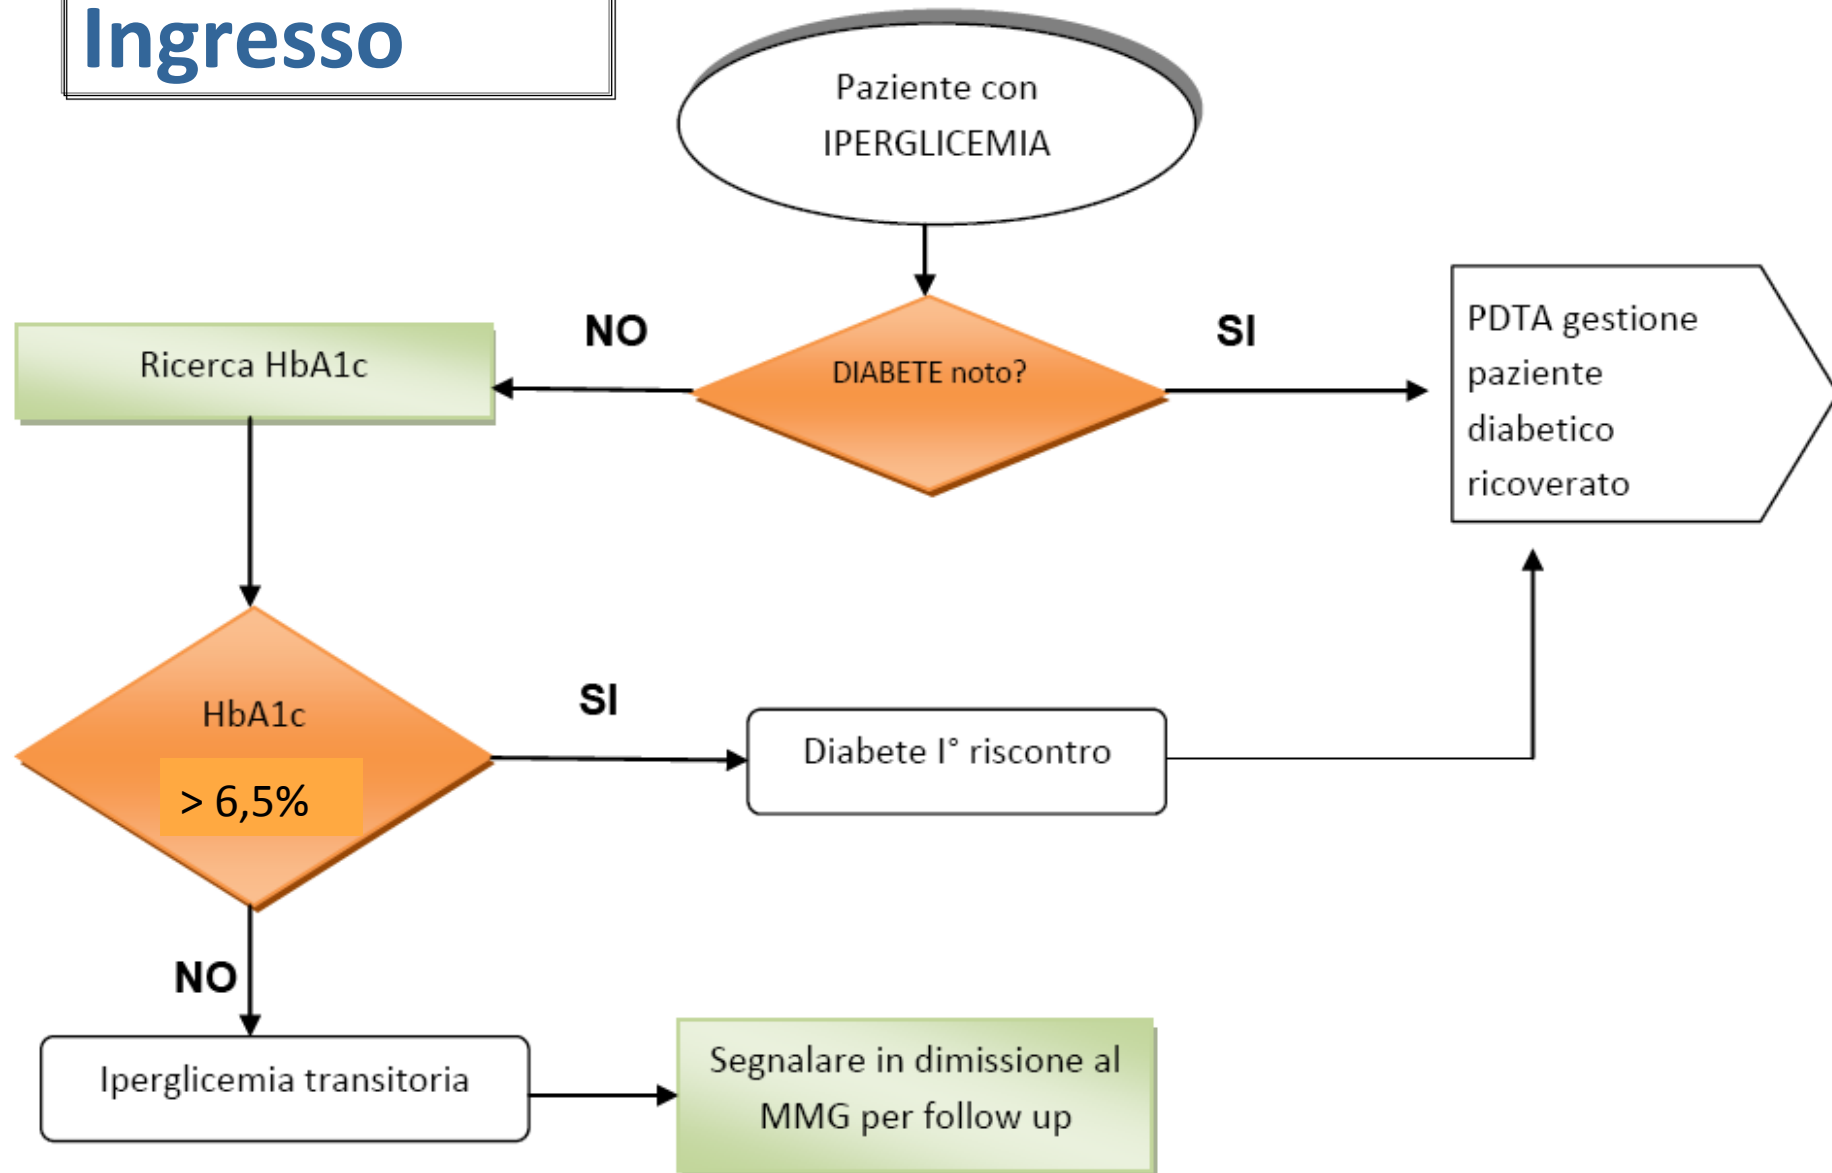 Ingresso
Paziente con
IPERGLICEMIA
NO
SI
DIABETE noto?
Ricerca HbA1c
PDTA gestione
paziente
diabetico
ricoverato
HbA1c
> 6,5%
SI
Diabete I° riscontro
NO
Iperglicemia transitoria
Segnalare in dimissione al
MMG per follow up